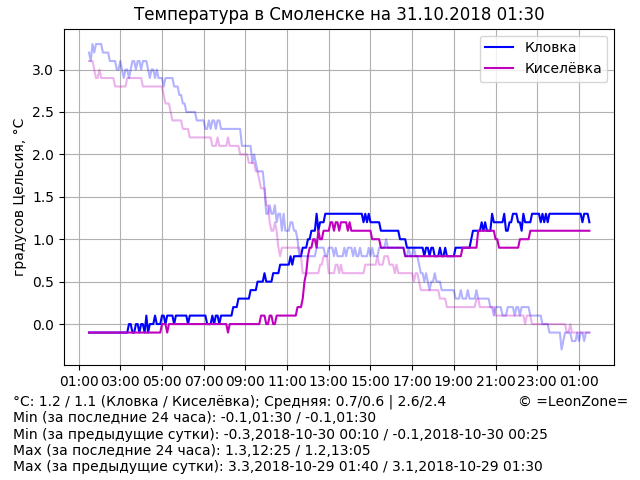 Температура в Смоленске на 31.10.2018 01:30
Кловка
Киселёвка
градусов Цельсия, °C
3.0
2.5
2.0
1.5
1.0
0.5
0.0
01:00 03:00 05:00 07:00 09:00 11:00 13:00 15:00 17:00 19:00 21:00 23:00 01:00
°C: 1.2 / 1.1 (Кловка / Киселёвка); Средняя: 0.7/0.6 | 2.6/2.4 © =LeonZone=
Min (за последние 24 часа): -0.1,01:30 / -0.1,01:30
Min (за предыдущие сутки): -0.3,2018-10-30 00:10 / -0.1,2018-10-30 00:25
Max (за последние 24 часа): 1.3,12:25 / 1.2,13:05
Max (за предыдущие сутки): 3.3,2018-10-29 01:40 / 3.1,2018-10-29 01:30